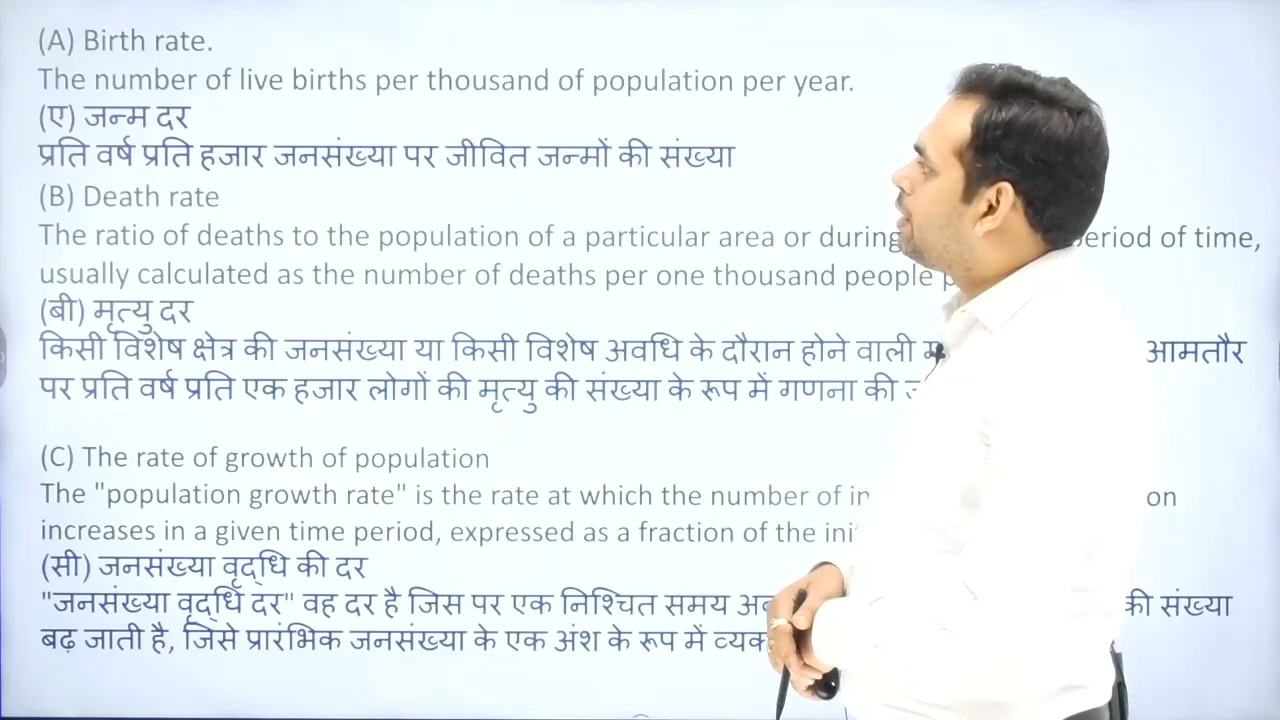 (A) Birth rate.
The number of live births per thousand of population per year.
(ए) जन्म दर
प्रति वर्ष प्रति हजार जनसंख्या पर जीवित जन्मों की संख्या
(B) Death rate
The ratio of deaths to the population of a particular area or during period of time,
usually calculated as the number of deaths per one thousand people
(बी) मृत्यु दर
किसी विशेष क्षेत्र की जनसंख्या या किसी विशेष अवधि के दौरान होने वाली आमतौर
पर प्रति वर्ष प्रति एक हजार लोगों की मृत्यु की संख्या के रूप में गणना की
(C) The rate of growth of population
The "population growth rate" is the rate at which the number of on
increases in a given time period, expressed as a fraction of the
(सी) जनसंख्या वृद्धि की दर
"जनसंख्या वृद्धि दर" वह दर है जिस पर एक निश्चित समय की संख्या
बढ़ जाती है, जिसे प्रारंभिक जनसंख्या के एक अंश के रूप में